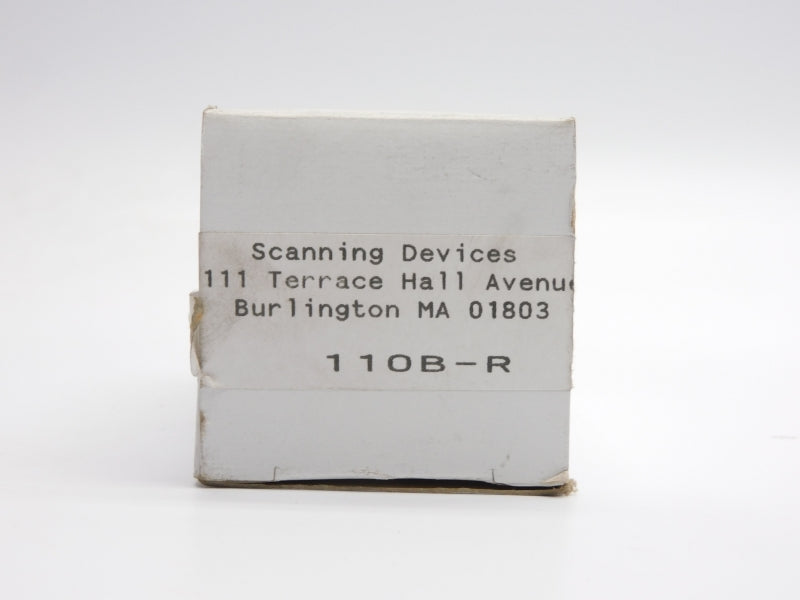 Scanning Devices
111 Terrace Hall Avenue
Burlington MA 01803
110B-R